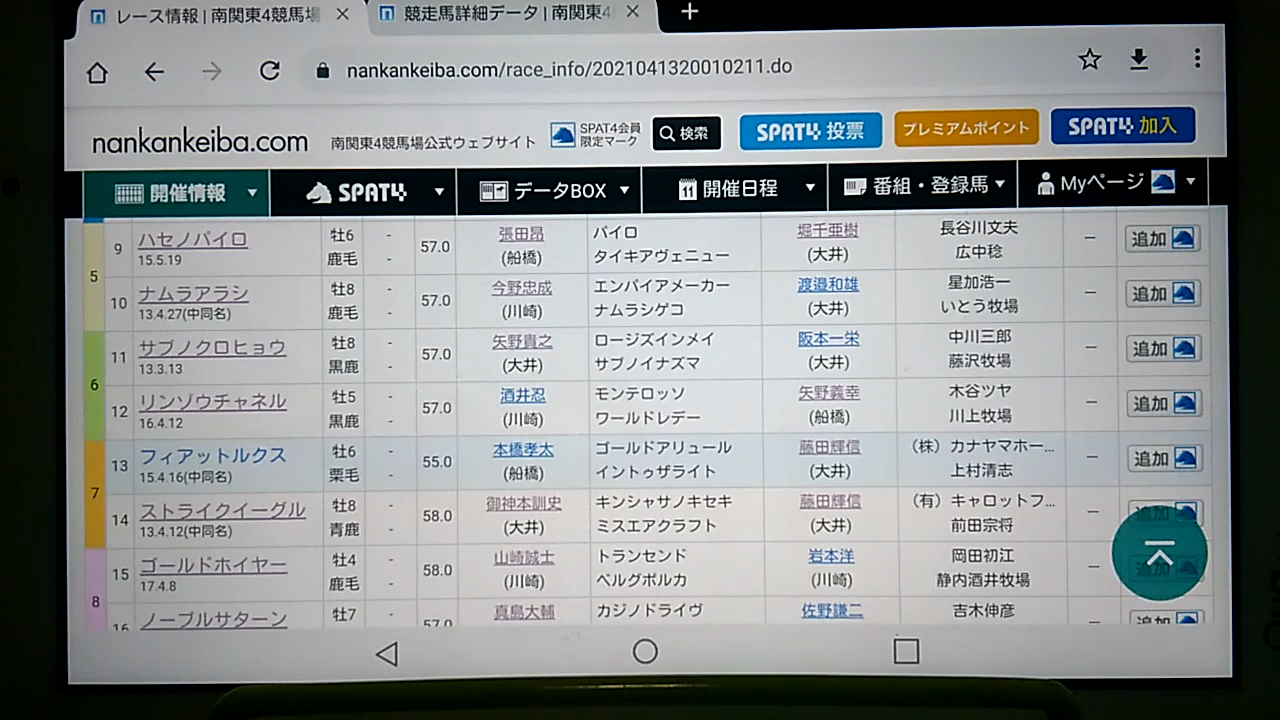 レース情報 | 南関東4競馬場
競走馬詳細データ | 南関東4
nankankeiba.com/race_info/2021041320010211.do
nankankeiba.com 南関東4競馬場公式ウェブサイト SPAT4会員 限定マーク 検索 SPAT4 投票 プレミアムポイント SPAT4 加入
開催情報 SPAT4 データBOX 開催日程 番組・登録馬 Myページ
5
9 ハセノパイロ 牡6 - 57.0 張田昂 パイロ 堀千亜樹 長谷川文夫 － 追加
15.5.19 鹿毛 - (船橋) タイキアヴェニュー (大井) 広中稔
10 ナムラアラシ 牡8 - 57.0 今野忠成 エンパイアメーカー 渡邉和雄 星加浩一 － 追加
13.4.27(中同名) 鹿毛 - (川崎) ナムラシゲコ (大井) いとう牧場
6
11 サブノクロヒョウ 牡8 - 57.0 矢野貴之 ロージズインメイ 阪本一栄 中川三郎 － 追加
13.3.13 黒鹿 - (大井) サブノイナズマ (大井) 藤沢牧場
12 リンゾウチャネル 牡5 - 57.0 酒井忍 モンテロッソ 矢野義幸 木谷ツヤ － 追加
16.4.12 黒鹿 - (川崎) ワールドレデー (船橋) 川上牧場
7
13 フィアットルクス 牡6 - 55.0 本橋孝太 ゴールドアリュール 藤田輝信 （株）カナヤマホー… － 追加
15.4.16(中同名) 栗毛 - (船橋) イントゥザライト (大井) 上村清志
14 ストライクイーグル 牡8 - 58.0 御神本訓史 キンシャサノキセキ 藤田輝信 （有）キャロットフ… － 追加
13.4.12(中同名) 青鹿 - (大井) ミスエアクラフト (大井) 前田宗将
8
15 ゴールドホイヤー 牡4 - 58.0 山崎誠士 トランセンド 岩本洋 岡田初江 － 追加
17.4.8 鹿毛 - (川崎) ベルグポルカ (川崎) 静内酒井牧場
16 ノーブルサターン 牡7 - 57.0 真島大輔 カジノドライヴ 佐野謙二 吉木伸彦 － 追加